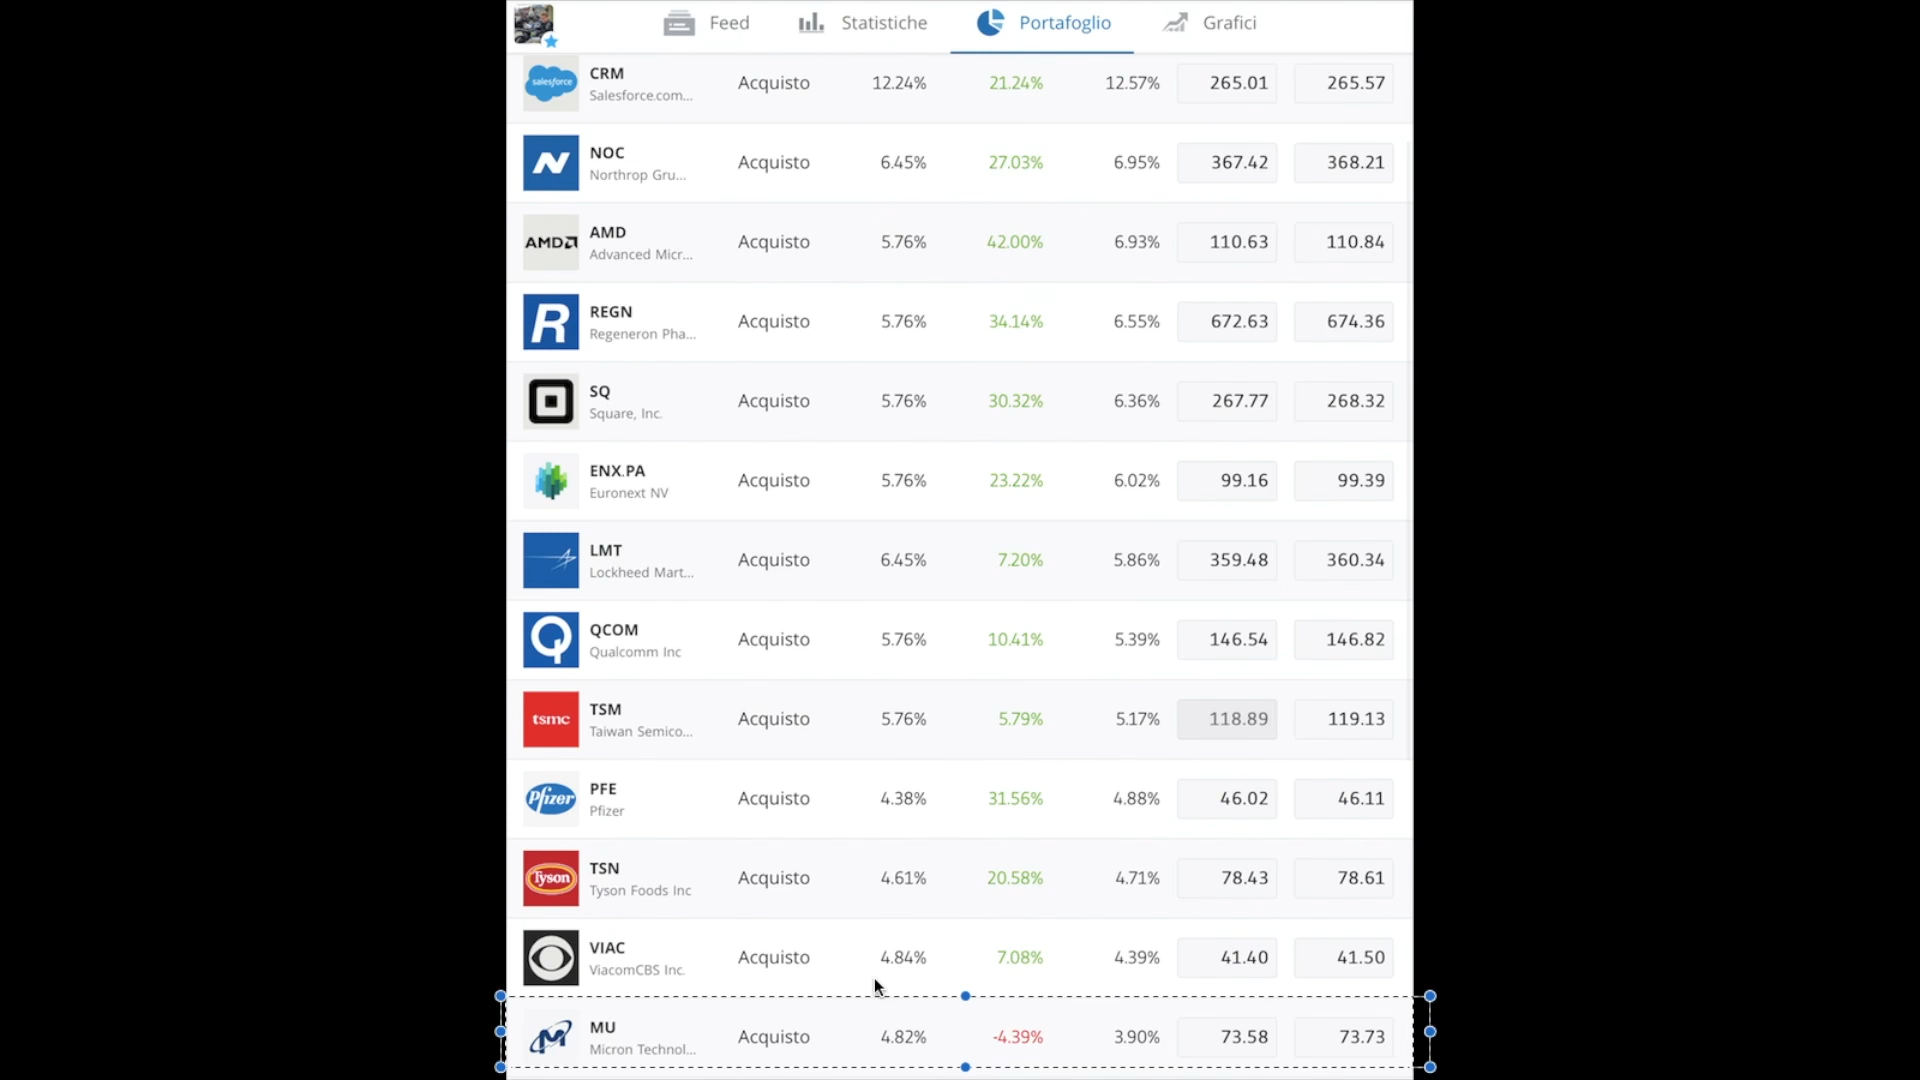 Feed Statistiche Portafoglio Grafici
salesforce CRM Acquisto 12.24% 21.24% 12.57% 265.01 265.57
Salesforce.com...
NOC Acquisto 6.45% 27.03% 6.95% 367.42 368.21
Northrop Gru...
AMD AMD Acquisto 5.76% 42.00% 6.93% 110.63 110.84
Advanced Micr...
R REGN Acquisto 5.76% 34.14% 6.55% 672.63 674.36
Regeneron Pha...
SQ Acquisto 5.76% 30.32% 6.36% 267.77 268.32
Square, Inc.
ENX.PA Acquisto 5.76% 23.22% 6.02% 99.16 99.39
Euronext NV
LMT Acquisto 6.45% 7.20% 5.86% 359.48 360.34
Lockheed Mart...
QCOM Acquisto 5.76% 10.41% 5.39% 146.54 146.82
Qualcomm Inc
tsmc TSM Acquisto 5.76% 5.79% 5.17% 118.89 119.13
Taiwan Semico...
Pfizer PFE Acquisto 4.38% 31.56% 4.88% 46.02 46.11
Pfizer
Tyson TSN Acquisto 4.61% 20.58% 4.71% 78.43 78.61
Tyson Foods Inc
VIAC Acquisto 4.84% 7.08% 4.39% 41.40 41.50
ViacomCBS Inc.
MU Acquisto 4.82% -4.39% 3.90% 73.58 73.73
Micron Technol...